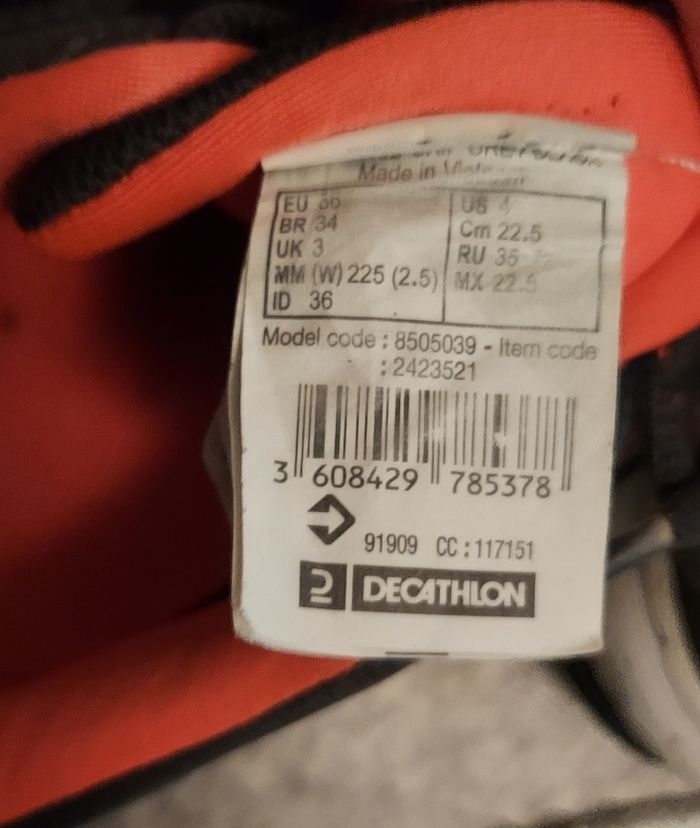 Made in Vietnam
EU 36 US 4
BR 34 Cm 22.5
UK 3 RU 35
MM (W) 225 (2.5) MX 22.5
ID 36
Model code : 8505039 - Item code
: 2423521
3 608429 785378
91909 CC : 117151
DECATHLON